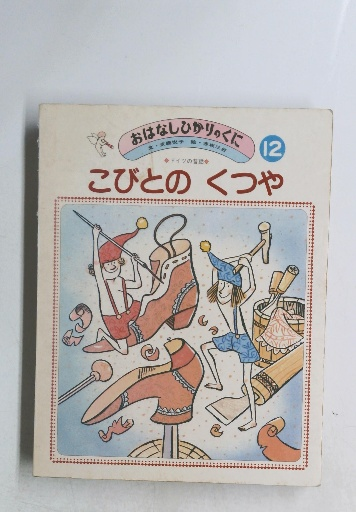 おはなしひかりのくに
12
●ドイツの昔話●
こびとの くつや